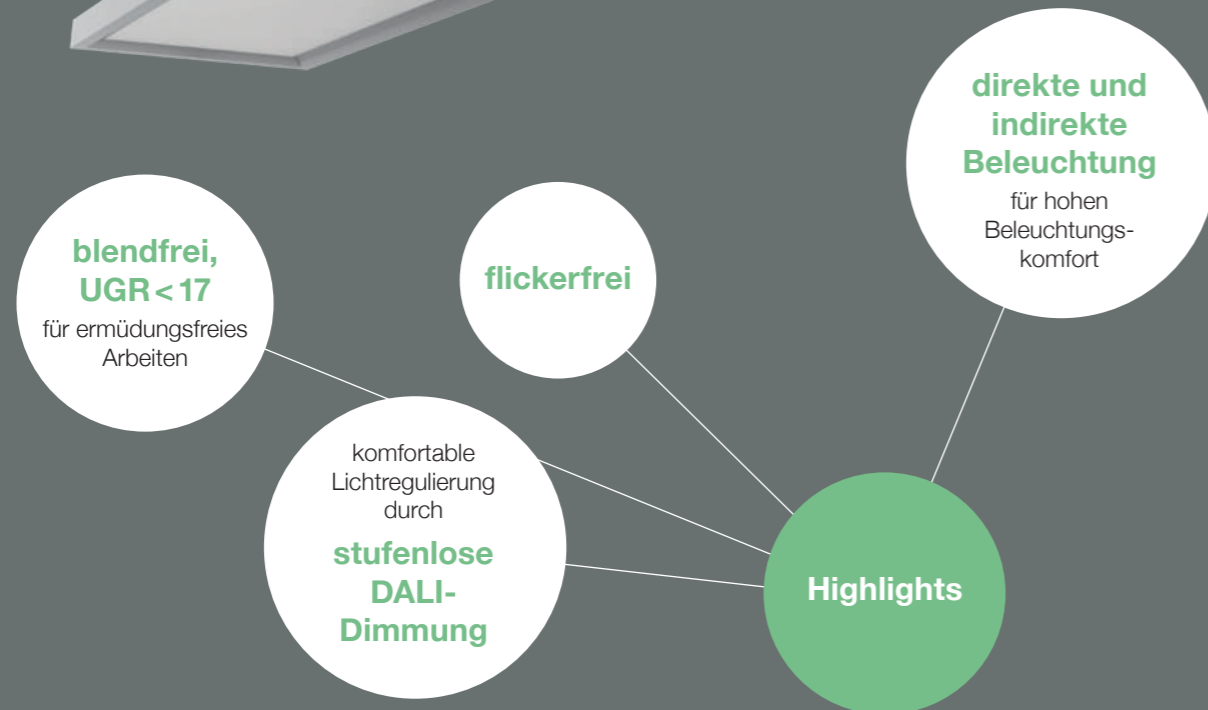 direkte und
indirekte
Beleuchtung
für hohen
Beleuchtungs-
komfort
blendfrei,
UGR < 17
für ermüdungsfreies
Arbeiten
flickerfrei
komfortable
Lichtregulierung
durch
stufenlose
DALI-
Dimmung
Highlights